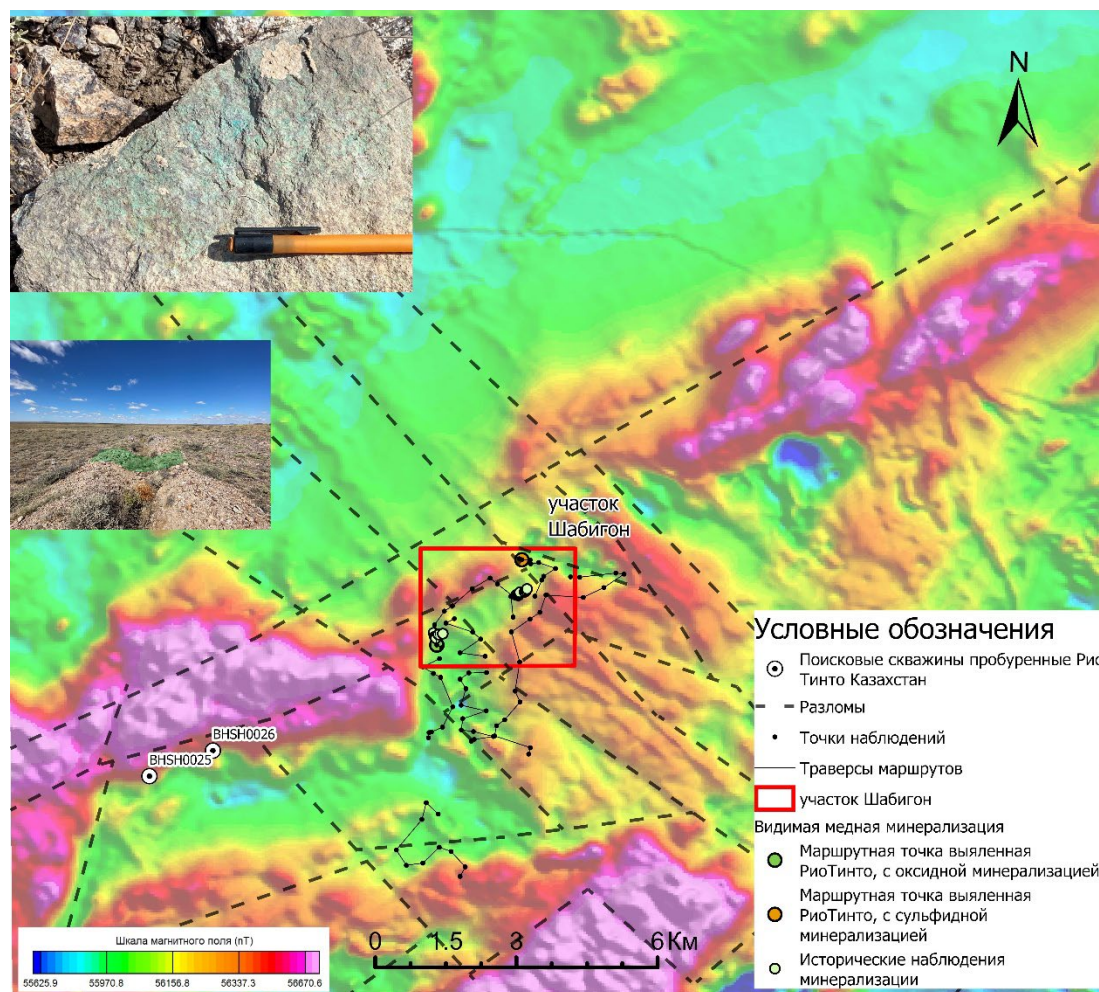 N
участок
Шабигон
BHSH0026
BHSH0025
Условные обозначения
Поисковые скважины пробуренные Рио
Тинто Казахстан
Разломы
Точки наблюдений
Траверсы маршрутов
участок Шабигон
Видимая медная минерализация
Маршрутная точка выяленная
РиоТинто, с оксидной минерализацией
Маршрутная точка выяленная
РиоТинто, с сульфидной
минерализацией
Исторические наблюдения
минерализации
Шкала магнитного поля (nT)
55625.9 55970.8 56156.8 56337.3 56670.6
0 1.5 3 6 Км